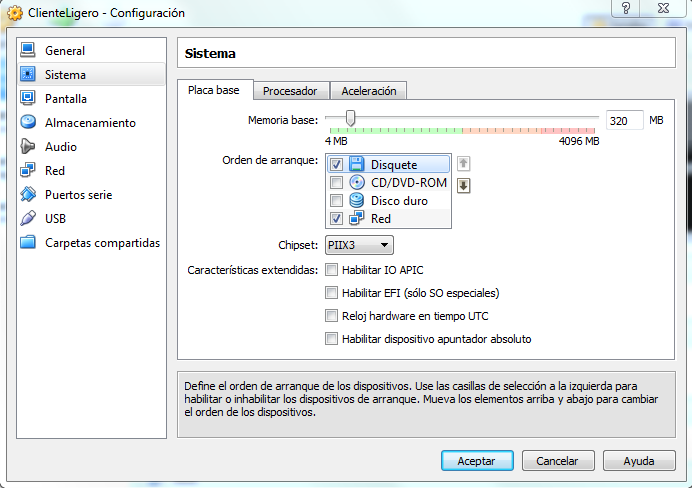 ClienteLigero - Configuración
General
Sistema
Pantalla
Almacenamiento
Audio
Red
Puertos serie
USB
Carpetas compartidas
Sistema
Placa base Procesador Aceleración
Memoria base: 320 MB
4 MB 4096 MB
Orden de arranque: Disquete
CD/DVD-ROM
Disco duro
Red
Chipset: PIIX3
Características extendidas: Habilitar IO APIC
Habilitar EFI (sólo SO especiales)
Reloj hardware en tiempo UTC
Habilitar dispositivo apuntador absoluto
Define el orden de arranque de los dispositivos. Use las casillas de selección a la izquierda para
habilitar o inhabilitar los dispositivos de arranque. Mueva los elementos arriba y abajo para cambiar
el orden de los dispositivos.
Aceptar Cancelar Ayuda